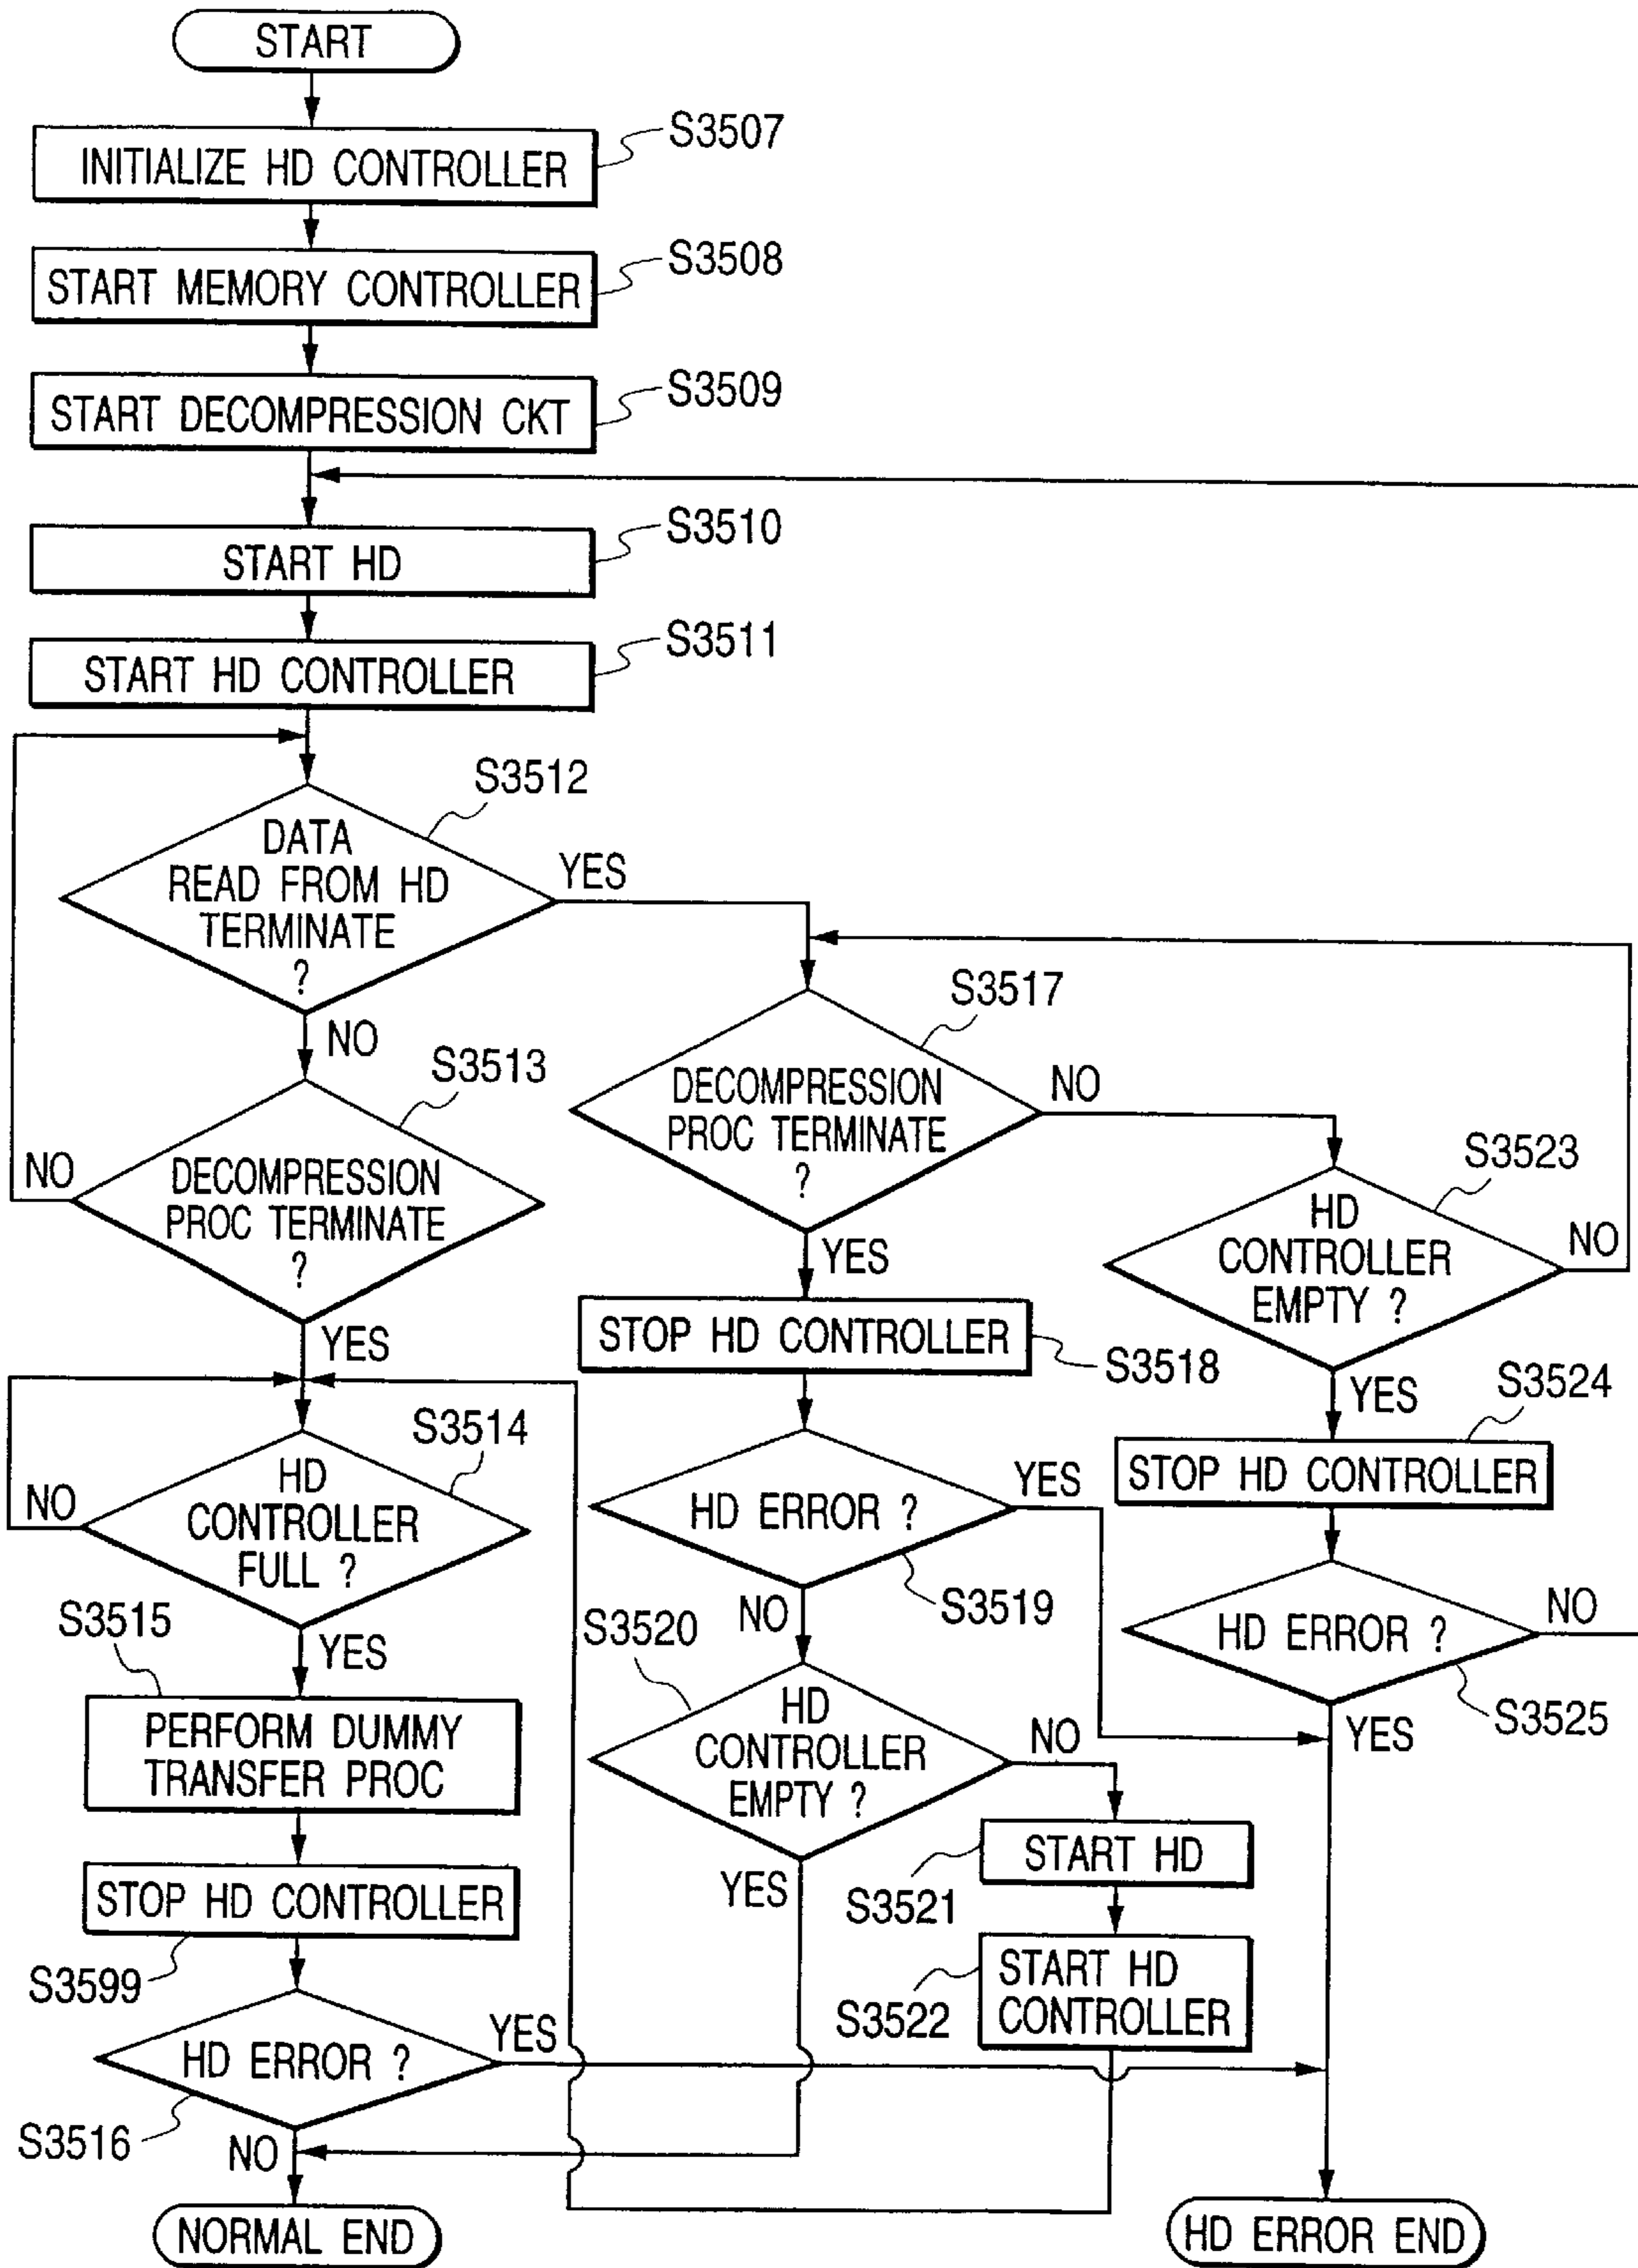 START
INITIALIZE HD CONTROLLER
S3507
START MEMORY CONTROLLER
S3508
START DECOMPRESSION CKT
S3509
START HD
S3510
START HD CONTROLLER
S3511
S3512
DATA
READ FROM HD
TERMINATE
?
YES
NO
S3513
DECOMPRESSION
PROC TERMINATE
?
NO
YES
S3517
DECOMPRESSION
PROC TERMINATE
?
NO
YES
S3523
HD
CONTROLLER
EMPTY ?
NO
YES
STOP HD CONTROLLER
S3518
S3524
STOP HD CONTROLLER
S3514
HD
CONTROLLER
FULL ?
NO
YES
HD ERROR ?
YES
S3519
NO
HD ERROR ?
NO
S3525
YES
S3515
PERFORM DUMMY
TRANSFER PROC
S3520
HD
CONTROLLER
EMPTY ?
NO
YES
START HD
S3521
STOP HD CONTROLLER
S3599
START HD
CONTROLLER
S3522
HD ERROR ?
YES
S3516
NO
NORMAL END
HD ERROR END